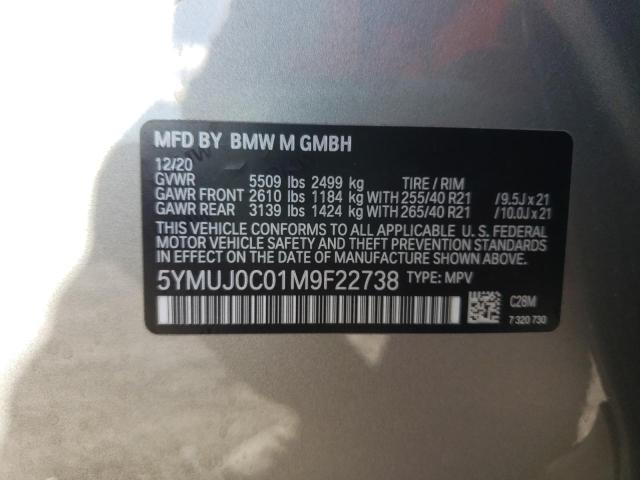 MFD BY BMW M GMBH
12/20
GVWR 5509 lbs 2499 kg TIRE / RIM
GAWR FRONT 2610 lbs 1184 kg WITH 255/40 R21 /9.5J x 21
GAWR REAR 3139 lbs 1424 kg WITH 265/40 R21 /10.0J x 21
THIS VEHICLE CONFORMS TO ALL APPLICABLE U. S. FEDERAL
MOTOR VEHICLE SAFETY AND THEFT PREVENTION STANDARDS
IN EFFECT ON THE DATE OF MANUFACTURE SHOWN ABOVE.
5YMUJ0C01M9F22738 TYPE: MPV
C28M
7 320 730